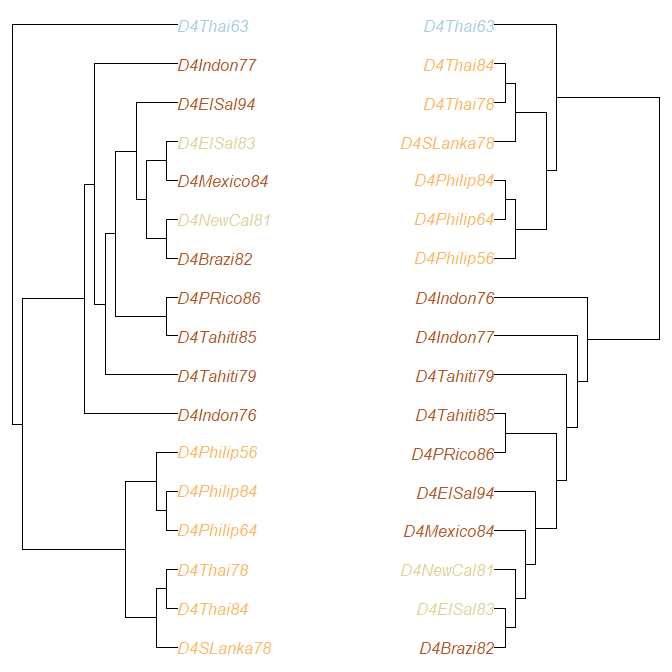 D4Thai63 D4Thai63
D4Indon77 D4Thai84
D4ElSal94 D4Thai78
D4ElSal83 D4SLanka78
D4Mexico84 D4Philip84
D4NewCal81 D4Philip64
D4Brazi82 D4Philip56
D4PRico86 D4Indon76
D4Tahiti85 D4Indon77
D4Tahiti79 D4Tahiti79
D4Indon76 D4Tahiti85
D4Philip56 D4PRico86
D4Philip84 D4ElSal94
D4Philip64 D4Mexico84
D4Thai78 D4NewCal81
D4Thai84 D4ElSal83
D4SLanka78 D4Brazi82